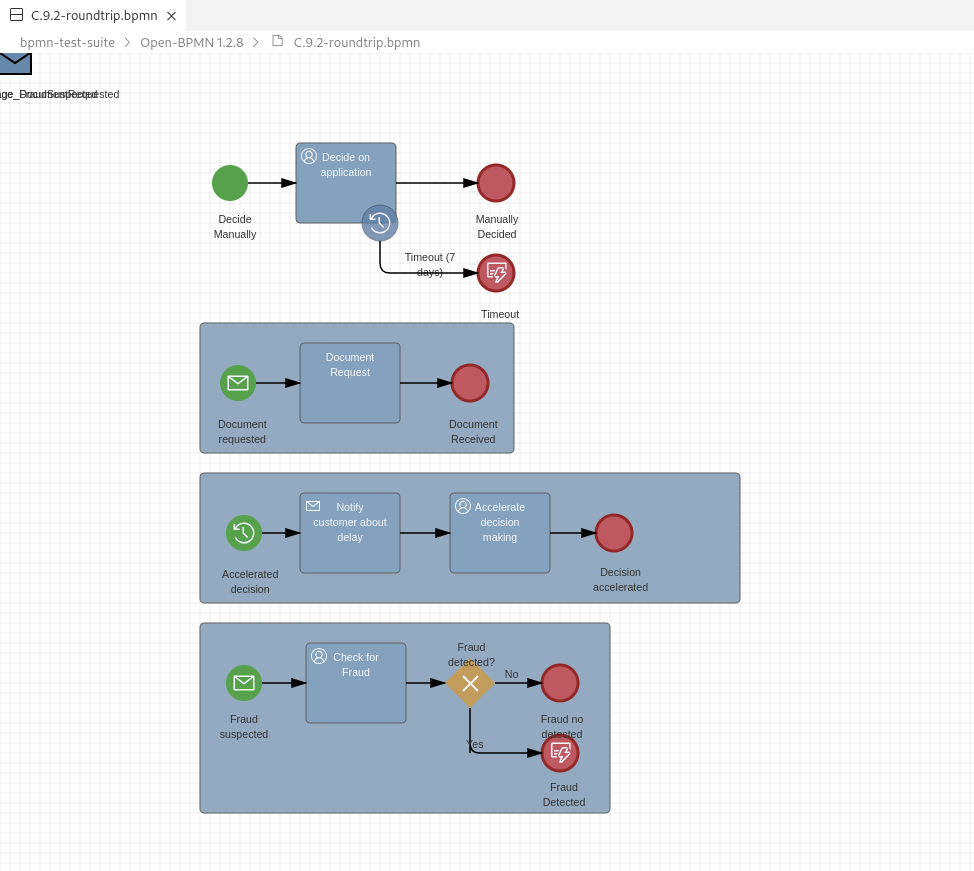 C.9.2-roundtrip.bpmn
bpmn-test-suite > Open-BPMN 1.2.8 > C.9.2-roundtrip.bpmn
Decide on
application
Decide
Manually
Manually
Decided
Timeout (7
days)
Timeout
Document
Request
Document
requested
Document
Received
Notify
customer about
delay
Accelerate
decision
making
Accelerated
decision
Decision
accelerated
Fraud
detected?
Check for
Fraud
No
Fraud
suspected
Fraud no
detected
Yes
Fraud
Detected